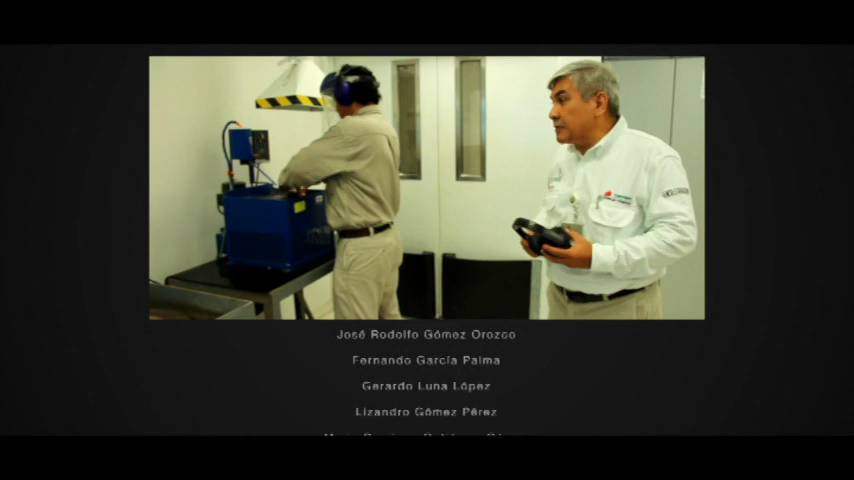 José Rodolfo Gómez Orozco
Fernando García Palma
Gerardo Luna López
Lizandro Gómez Pérez